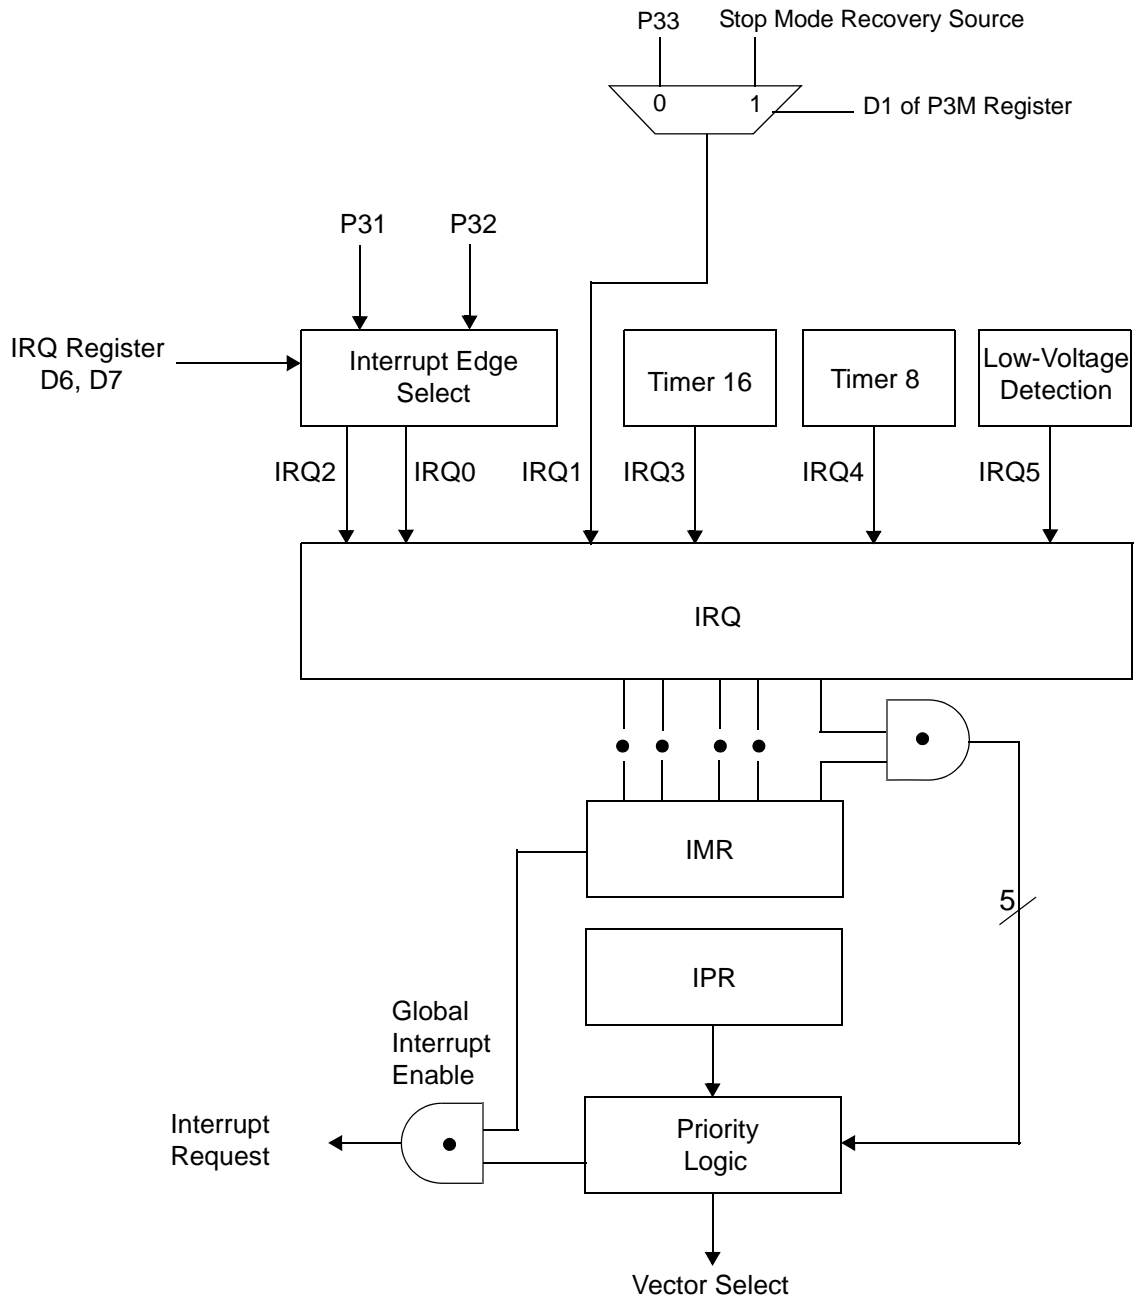 P33
Stop Mode Recovery Source
0
1
D1 of P3M Register
P31
P32
IRQ Register
D6, D7
Interrupt Edge
Select
Timer 16
Timer 8
Low-Voltage
Detection
IRQ2
IRQ0
IRQ1
IRQ3
IRQ4
IRQ5
IRQ
IMR
5
IPR
Global
Interrupt
Enable
Interrupt
Request
Priority
Logic
Vector Select